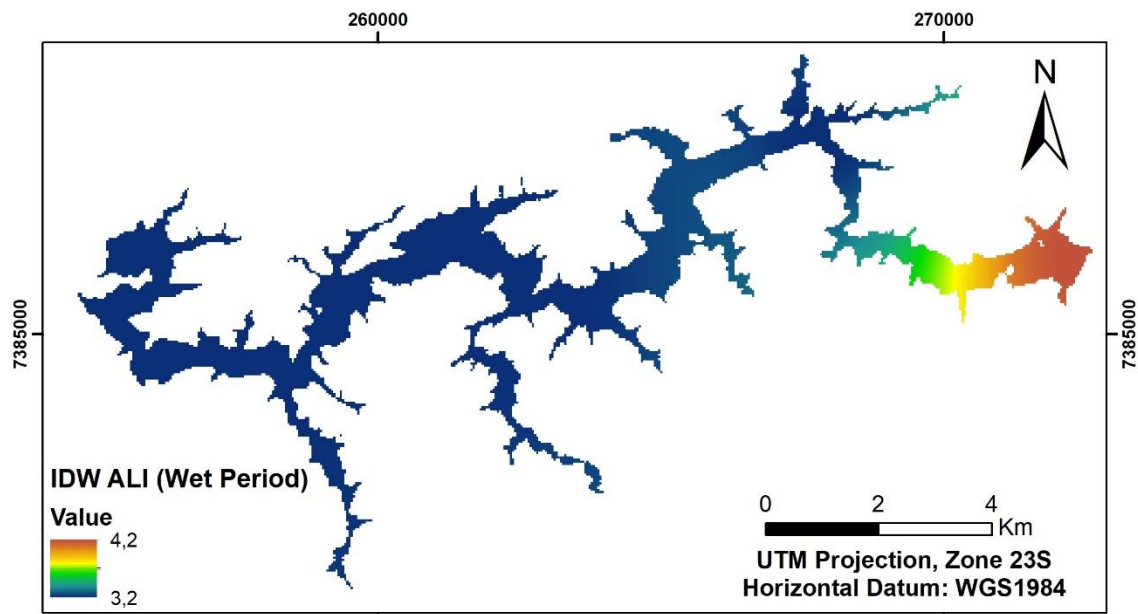 260000
270000
N
7385000
7385000
IDW ALI (Wet Period)
Value
4,2
3,2
0 2 4
Km
UTM Projection, Zone 23S
Horizontal Datum: WGS1984